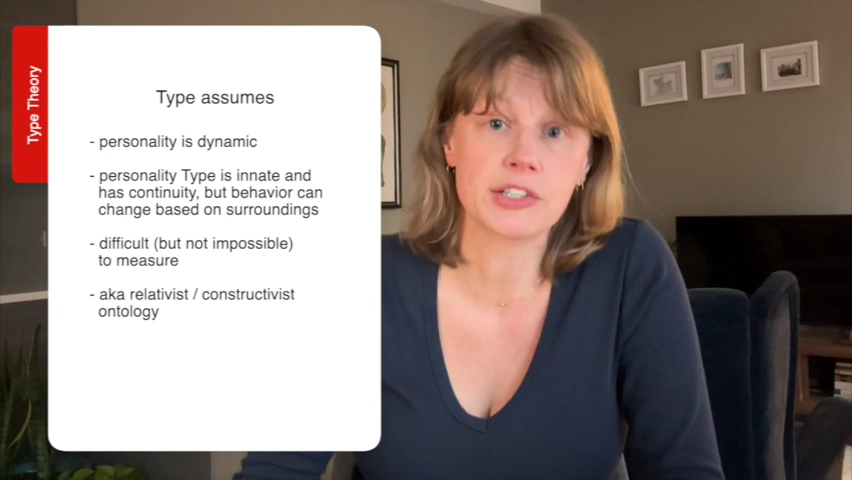 Type Theory
Type assumes
- personality is dynamic
- personality Type is innate and
has continuity, but behavior can
change based on surroundings
- difficult (but not impossible)
to measure
- aka relativist / constructivist
ontology